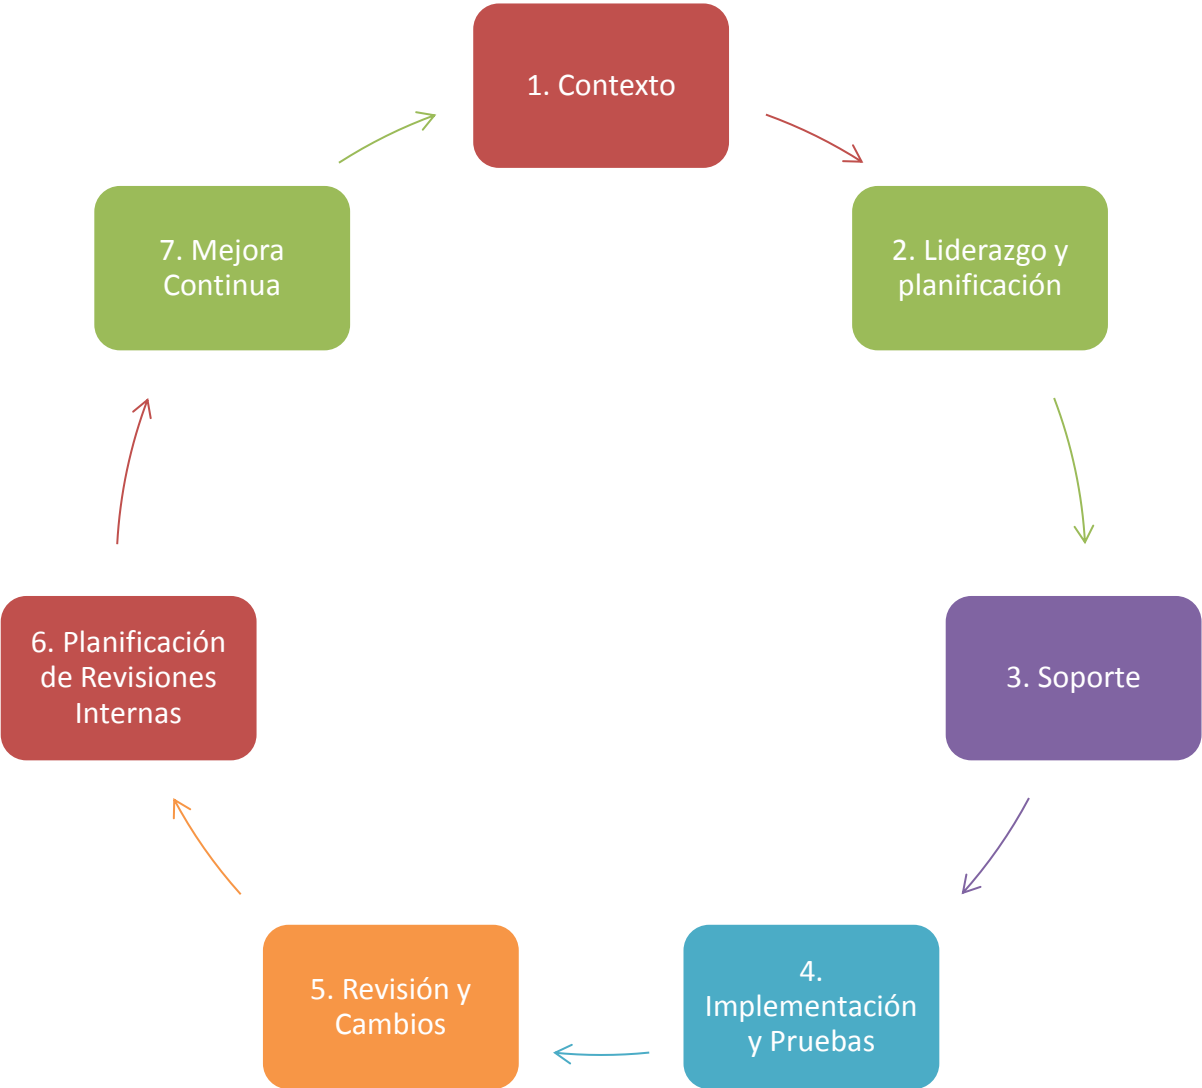 1. Contexto
2. Liderazgo y
planificación
3. Soporte
4.
Implementación
y Pruebas
5. Revisión y
Cambios
6. Planificación
de Revisiones
Internas
7. Mejora
Continua